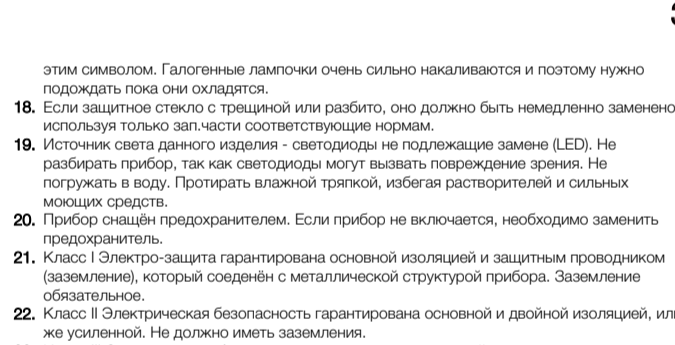 этим символом. Галогенные лампочки очень сильно накаливаются и поэтому нужно
подождать пока они охладятся.
18. Если защитное стекло с трещиной или разбито, оно должно быть немедленно заменено
используя только зап.части соответствующие нормам.
19. Источник света данного изделия - светодиоды не подлежащие замене (LED). Не
разбирать прибор, так как светодиоды могут вызвать повреждение зрения. Не
погружать в воду. Протирать влажной тряпкой, избегая растворителей и сильных
моющих средств.
20. Прибор снащён предохранителем. Если прибор не включается, необходимо заменить
предохранитель.
21. Класс I Электро-защита гарантирована основной изоляцией и защитным проводником
(заземление), который соеденён с металлической структурой прибора. Заземление
обязательное.
22. Класс II Электрическая безопасность гарантирована основной и двойной изоляцией, или
же усиленной. Не должно иметь заземления.